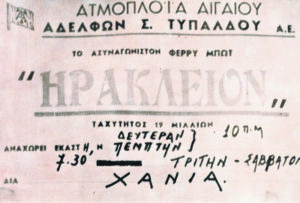 ΑΤΜΟΠΛΟΪΑ ΑΙΓΑΙΟΥ
ΑΔΕΛΦΩΝ Σ. ΤΥΠΑΛΔΟΥ Α.Ε.
ΤΟ ΑΣΥΝΑΓΩΝΙΣΤΟΝ ΦΕΡΡΥ ΜΠΩΤ
"ΗΡΑΚΛΕΙΟΝ"
ΤΑΧΥΤΗΤΟΣ 19 ΜΙΛΛΙΩΝ
ΔΕΥΤΕΡΑΝ } 10 π.μ
ΑΝΑΧΩΡΕΙ ΕΚΑΣΤΗΝ ΠΕΜΠΤΗΝ
7.30' ΤΡΙΤΗΝ - ΣΑΒΒΑΤΟΝ
ΔΙΑ ΧΑΝΙΑ.